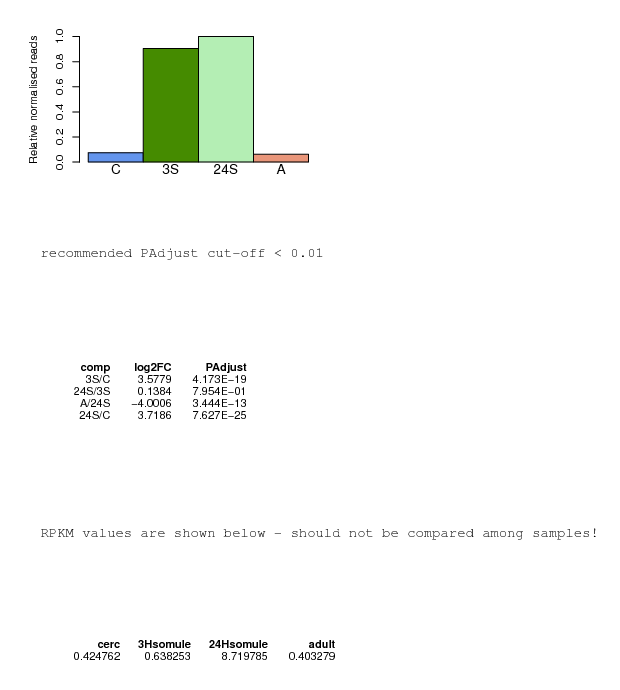 Relative normalised reads
1.0
0.8
0.6
0.4
0.2
0.0
C 3S 24S A
recommended PAdjust cut-off < 0.01
comp log2FC PAdjust
3S/C 3.5779 4.173E−19
24S/3S 0.1384 7.954E−01
A/24S −4.0006 3.444E−13
24S/C 3.7186 7.627E−25
RPKM values are shown below - should not be compared among samples!
cerc 3Hsomule 24Hsomule adult
0.424762 0.638253 8.719785 0.403279